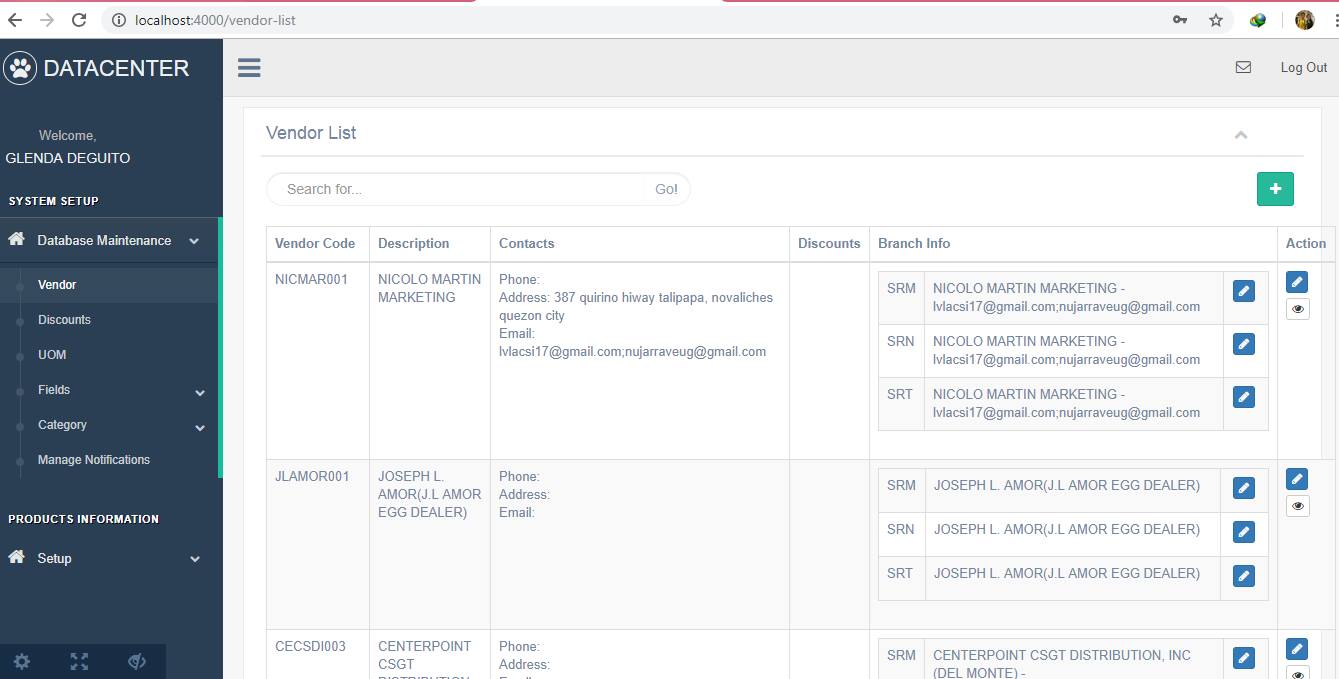 localhost:4000/vendor-list
DATACENTER
Log Out
Welcome,
GLENDA DEGUITO
SYSTEM SETUP
Database Maintenance
Vendor
Discounts
UOM
Fields
Category
Manage Notifications
PRODUCTS INFORMATION
Setup
Vendor List
Search for...
Go!
Vendor Code
Description
Contacts
Discounts
Branch Info
Action
NICMAR001
NICOLO MARTIN
MARKETING
Phone:
Address: 387 quirino hiway talipapa, novaliches
quezon city
Email:
lvlacsi17@gmail.com;nujarraveug@gmail.com
SRM
NICOLO MARTIN MARKETING -
lvlacsi17@gmail.com;nujarraveug@gmail.com
SRN
NICOLO MARTIN MARKETING -
lvlacsi17@gmail.com;nujarraveug@gmail.com
SRT
NICOLO MARTIN MARKETING -
lvlacsi17@gmail.com;nujarraveug@gmail.com
JLAMOR001
JOSEPH L.
AMOR(J.L AMOR
EGG DEALER)
Phone:
Address:
Email:
SRM
JOSEPH L. AMOR(J.L AMOR EGG DEALER)
SRN
JOSEPH L. AMOR(J.L AMOR EGG DEALER)
SRT
JOSEPH L. AMOR(J.L AMOR EGG DEALER)
CECSDI003
CENTERPOINT
CSGT
Phone:
Address:
SRM
CENTERPOINT CSGT DISTRIBUTION, INC
(DEL MONTE) -